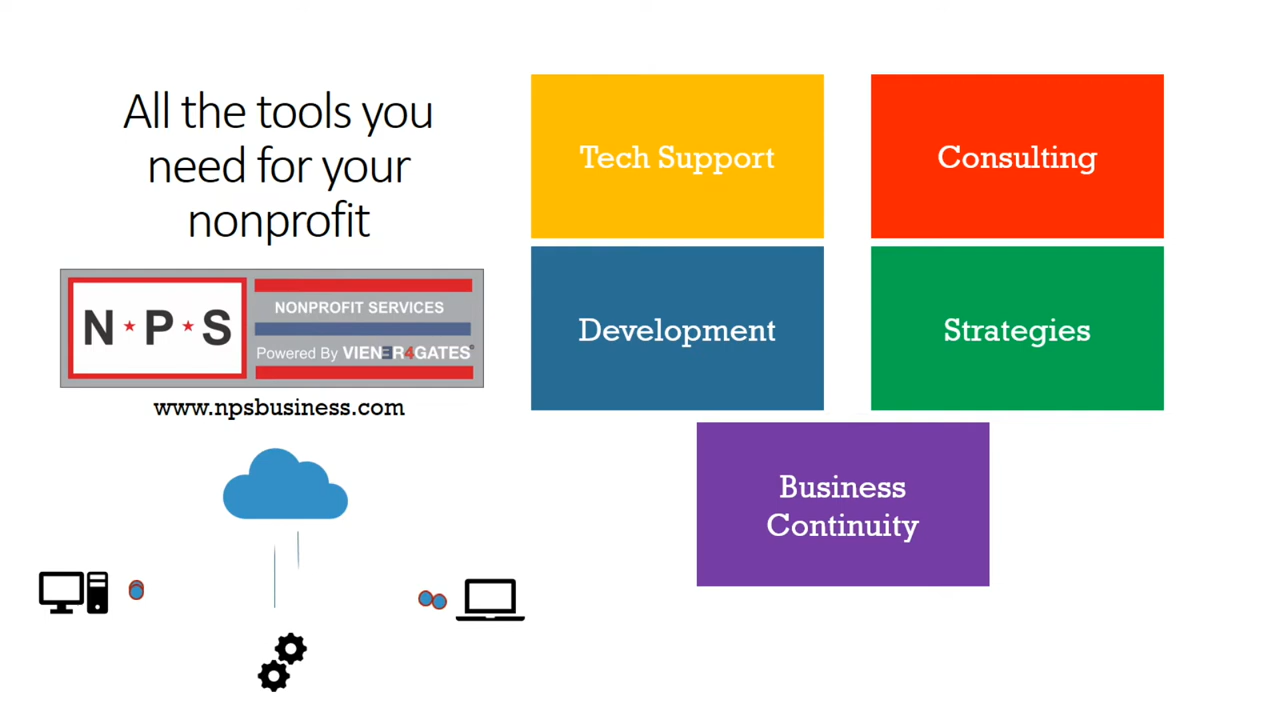 All the tools you
need for your
nonprofit
N★P★S
NONPROFIT SERVICES
Powered By VIENER4GATES®
www.npsbusiness.com
Tech Support
Consulting
Development
Strategies
Business
Continuity